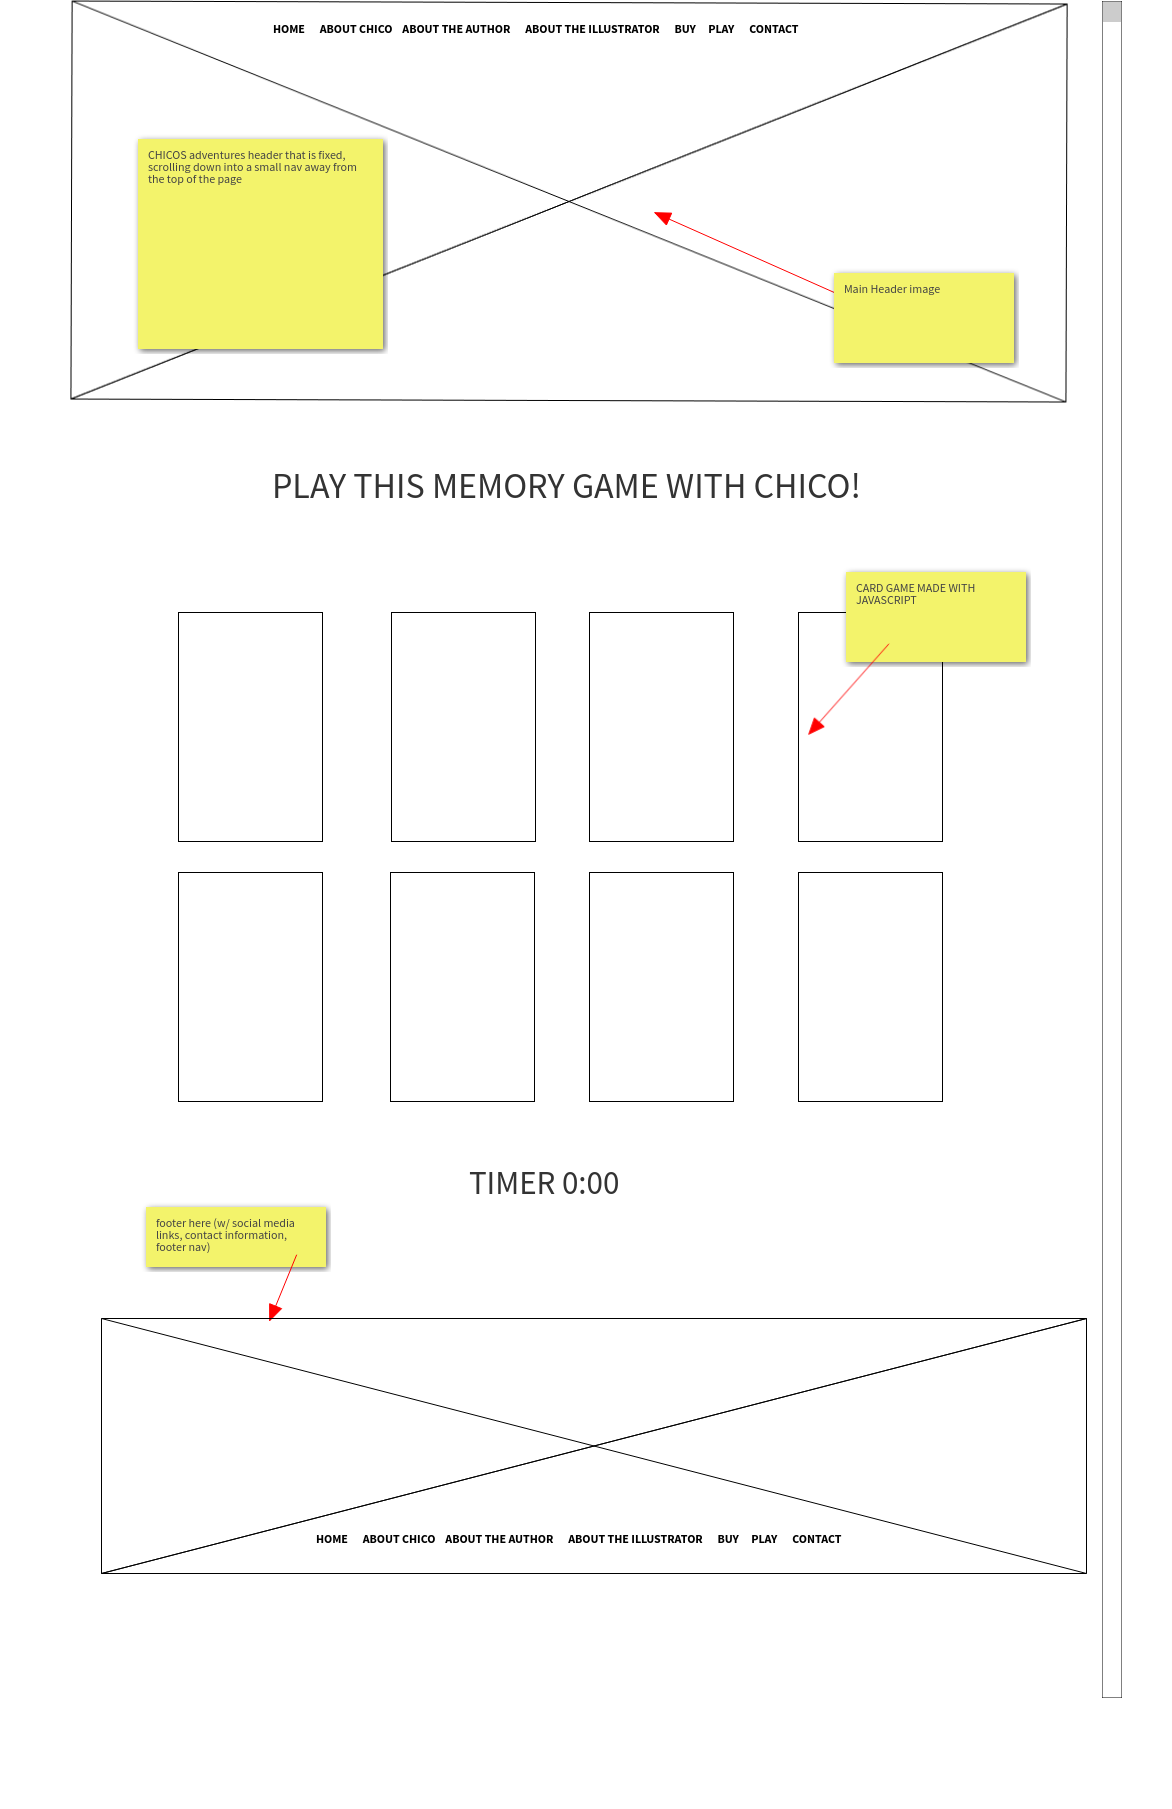 HOME ABOUT CHICO ABOUT THE AUTHOR ABOUT THE ILLUSTRATOR BUY PLAY CONTACT
CHICOS adventures header that is fixed,
scrolling down into a small nav away from
the top of the page
Main Header image
PLAY THIS MEMORY GAME WITH CHICO!
CARD GAME MADE WITH
JAVASCRIPT
TIMER 0:00
footer here (w/ social media
links, contact information,
footer nav)
HOME ABOUT CHICO ABOUT THE AUTHOR ABOUT THE ILLUSTRATOR BUY PLAY CONTACT